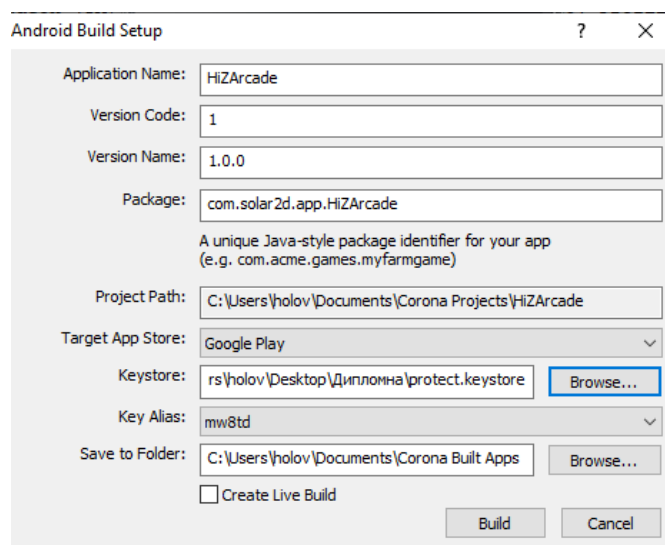 Android Build Setup ?
Application Name: HiZArcade
Version Code: 1
Version Name: 1.0.0
Package: com.solar2d.app.HiZArcade
A unique Java-style package identifier for your app
(e.g. com.acme.games.myfarmgame)
Project Path: C:\Users\holov\Documents\Corona Projects\HiZArcade
Target App Store: Google Play
Keystore: rs\holov\Desktop\Дипломна\protect.keystore Browse...
Key Alias: mw8td
Save to Folder: C:\Users\holov\Documents\Corona Built Apps Browse...
Create Live Build
Build Cancel